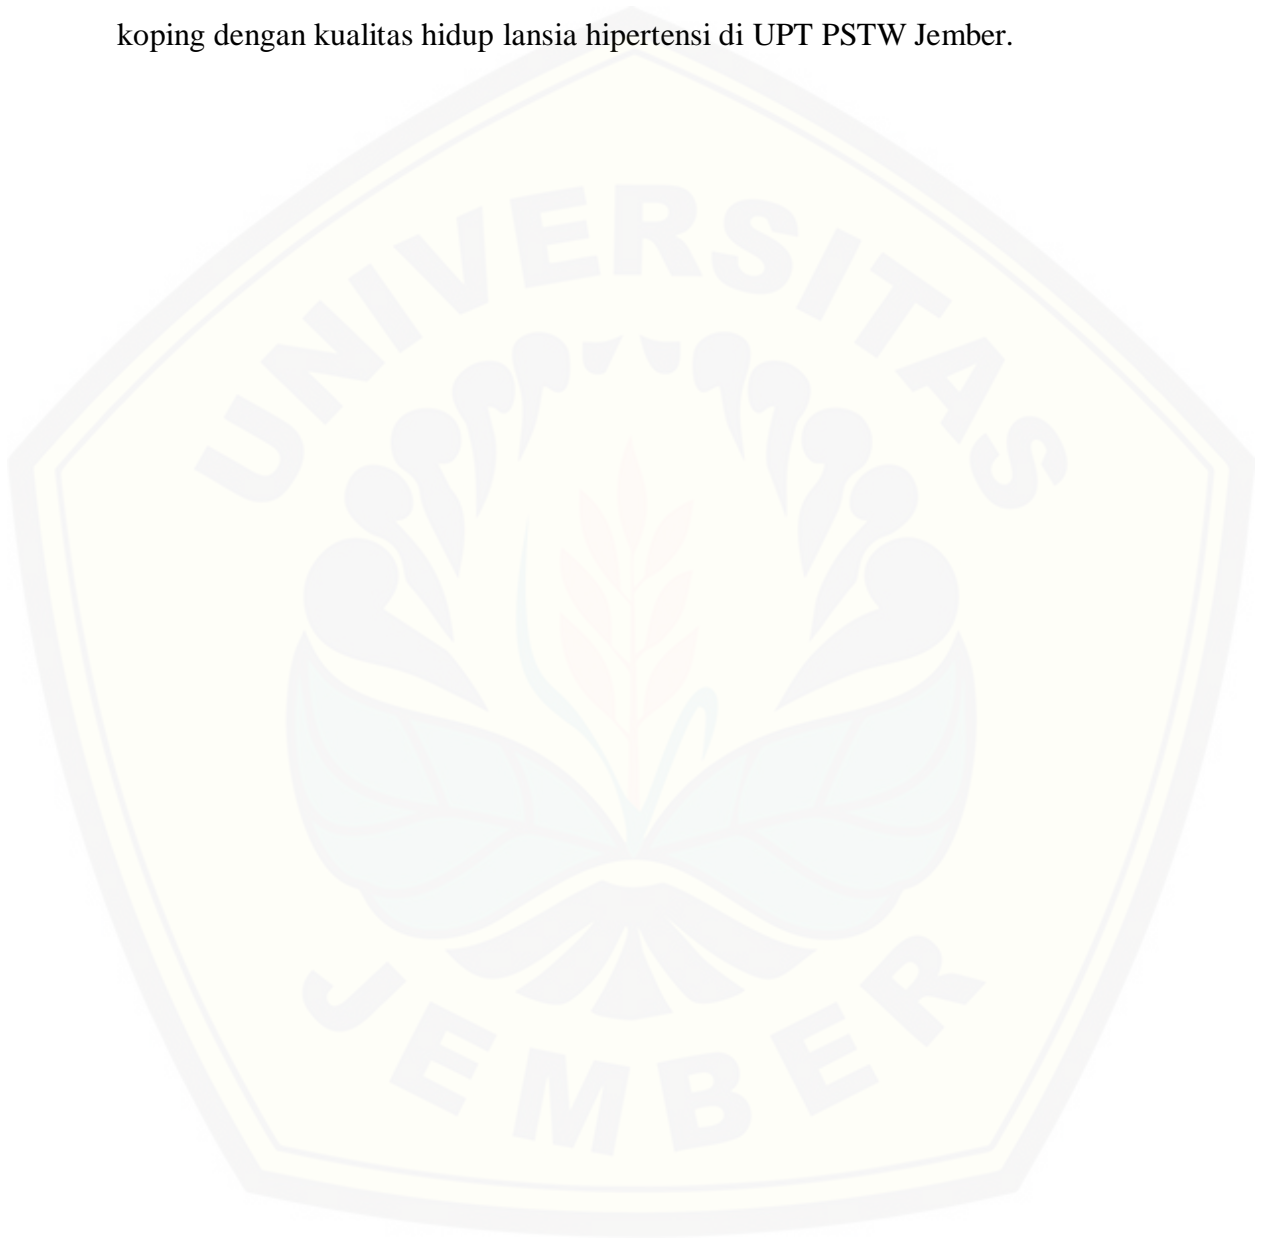 koping dengan kualitas hidup lansia hipertensi di UPT PSTW Jember.
UNIVERSITAS
JEMBER